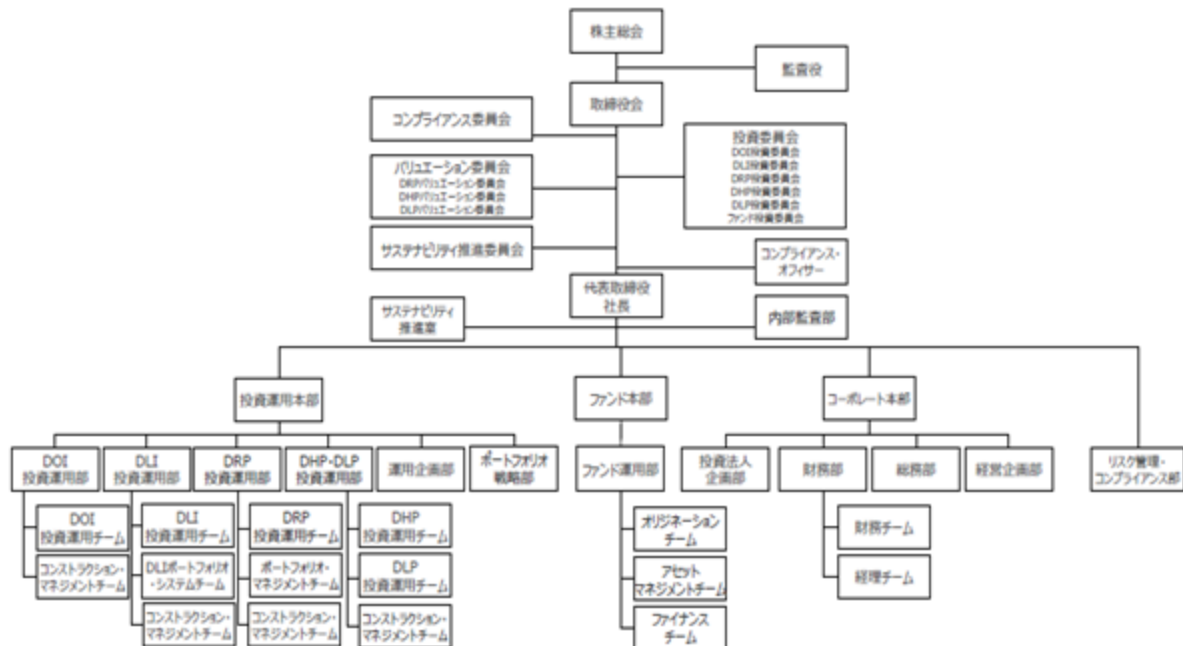 株主総会
監査役
取締役会
コンプライアンス委員会
投資委員会
DOI投資委員会
DLI投資委員会
DRP投資委員会
DHP投資委員会
DLP投資委員会
ファンド投資委員会
バリュエーション委員会
DRPバリュエーション委員会
DHPバリュエーション委員会
DLPバリュエーション委員会
サステナビリティ推進委員会
コンプライアンス・
オフィサー
代表取締役
社長
サステナビリティ
推進室
内部監査部
投資運用本部
ファンド本部
コーポレート本部
DOI
投資運用部
DLI
投資運用部
DRP
投資運用部
DHP・DLP
投資運用部
運用企画部
ポートフォリオ
戦略部
ファンド運用部
投資法人
企画部
財務部
総務部
経営企画部
リスク管理・
コンプライアンス部
DOI
投資運用チーム
DLI
投資運用チーム
DRP
投資運用チーム
DHP
投資運用チーム
オリジネーション
チーム
財務チーム
コンストラクション・
マネジメントチーム
DLIポートフォリオ
・システムチーム
ポートフォリオ・
マネジメントチーム
DLP
投資運用チーム
アセット
マネジメントチーム
経理チーム
コンストラクション・
マネジメントチーム
コンストラクション・
マネジメントチーム
コンストラクション・
マネジメントチーム
ファイナンス
チーム